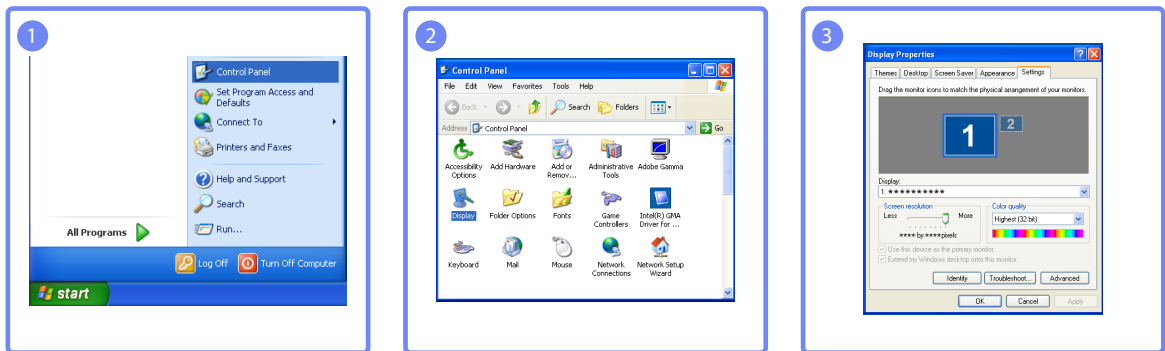 1
Control Panel
Set Program Access and
Defaults
Connect To
Printers and Faxes
Help and Support
Search
Run...
All Programs
Log Off
Turn Off Computer
start
2
Control Panel
File Edit View Favorites Tools Help
Back Search Folders
Address Control Panel Go
Accessibility Options
Add Hardware
Add or Remov...
Administrative Tools
Adobe Gamma
Display
Folder Options
Fonts
Game Controllers
Intel(R) GMA Driver for ...
Keyboard
Mail
Mouse
Network Connections
Network Setup Wizard
3
Display Properties
Themes Desktop Screen Saver Appearance Settings
Drag the monitor icons to match the physical arrangement of your monitors.
1 2
Display:
1. **********
Screen resolution
Less More
**** by ****pixels
Color quality
Highest (32 bit)
Use this device as the primary monitor.
Extend my Windows desktop onto this monitor.
Identify Troubleshoot... Advanced
OK Cancel Apply